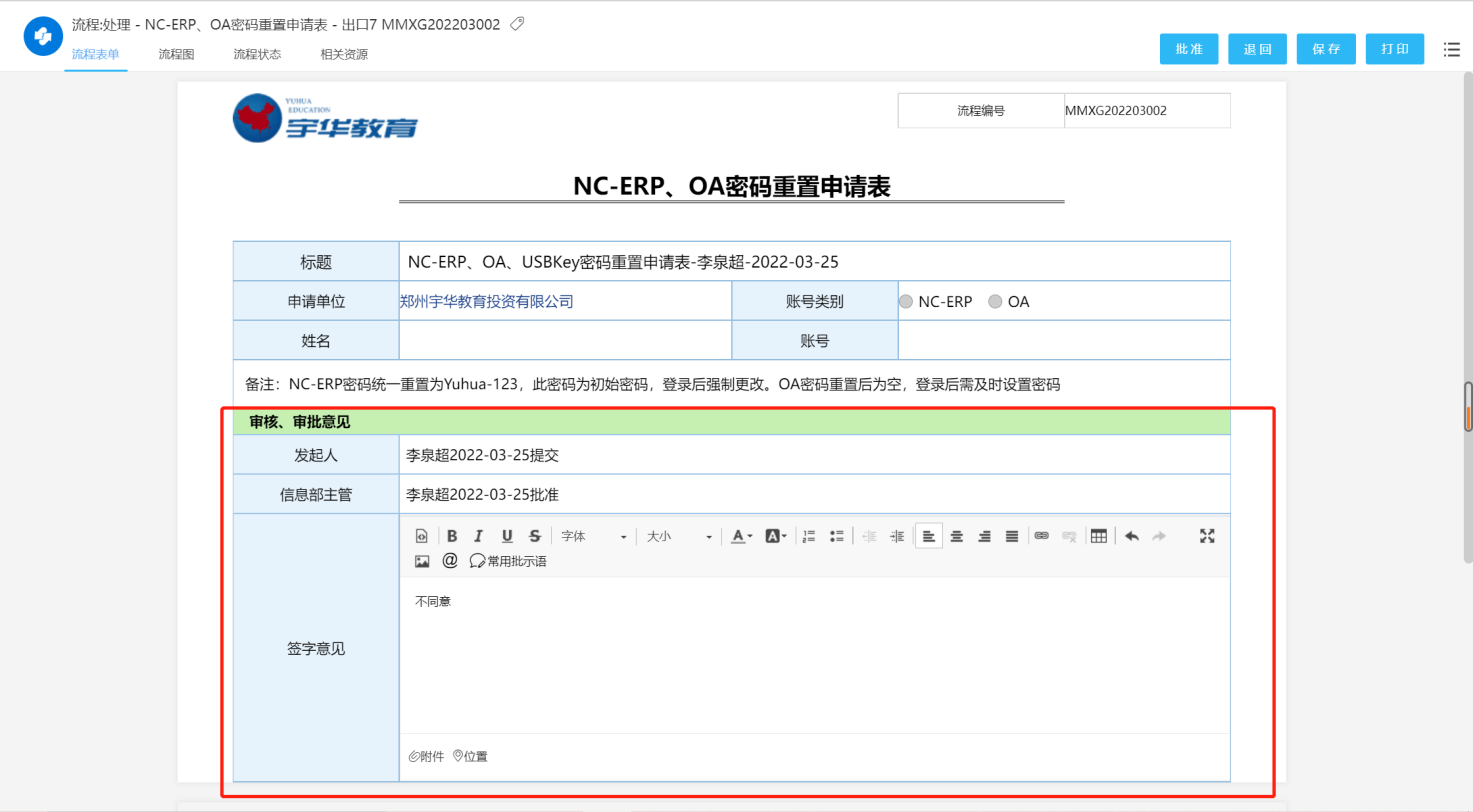 流程:处理 - NC-ERP、OA密码重置申请表 - 出口7 MMXG202203002
流程表单 流程图 流程状态 相关资源
批准 退回 保存 打印
YUHUA
EDUCATION
宇华教育
流程编号 MMXG202203002
NC-ERP、OA密码重置申请表
标题 NC-ERP、OA、USBKey密码重置申请表-李泉超-2022-03-25
申请单位 郑州宇华教育投资有限公司 账号类别 NC-ERP OA
姓名 账号
备注：NC-ERP密码统一重置为Yuhua-123，此密码为初始密码，登录后强制更改。OA密码重置后为空，登录后需及时设置密码
审核、审批意见
发起人 李泉超2022-03-25提交
信息部主管 李泉超2022-03-25批准
B I U S 字体 大小 A A
@ 常用批示语
不同意
签字意见
附件 位置